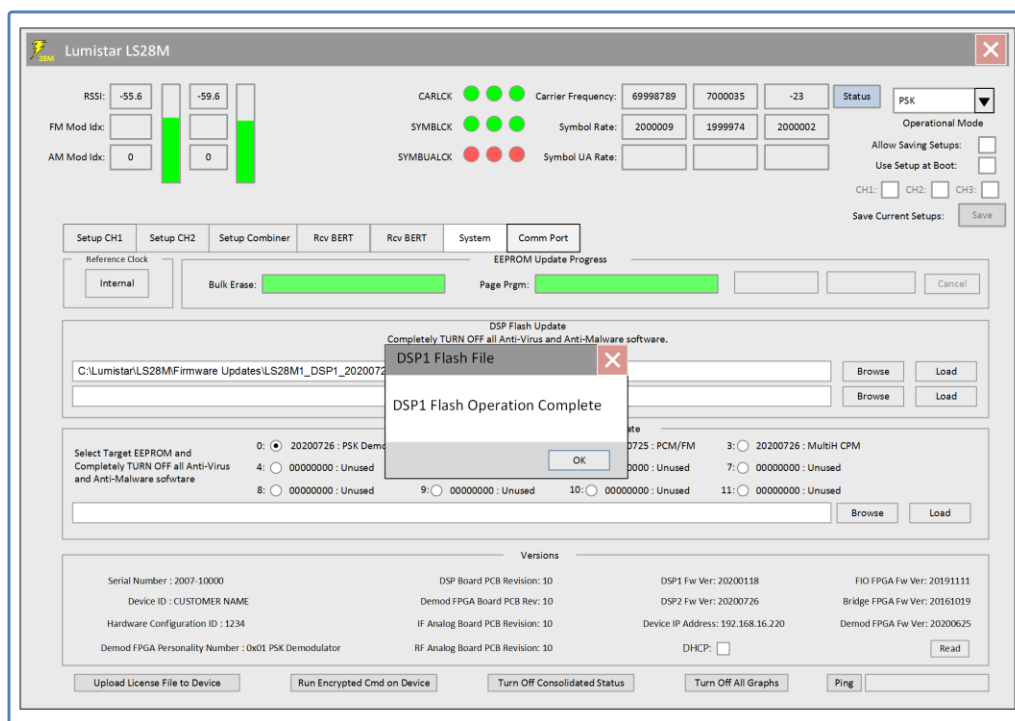 28M
Lumistar LS28M
RSSI: -55.6 -59.6
CARLCK
Carrier Frequency: 69998789 7000035 -23
Status
PSK
FM Mod Idx:
SYMBLCK
Symbol Rate: 2000009 1999974 2000002
Operational Mode
AM Mod Idx: 0 0
SYMBUALCK
Symbol UA Rate:
Allow Saving Setups:
Use Setup at Boot:
CH1: CH2: CH3:
Save Current Setups: Save
Setup CH1 Setup CH2 Setup Combiner Rcv BERT Rcv BERT System Comm Port
Reference Clock
Internal
EEPROM Update Progress
Bulk Erase: Page Prgm: Cancel
DSP Flash Update
Completely TURN OFF all Anti-Virus and Anti-Malware software.
C:\Lumistar\LS28M\Firmware Updates\LS28M1_DSP1_2020072 Browse Load
Browse Load
DSP1 Flash File
DSP1 Flash Operation Complete
OK
Select Target EEPROM and
Completely TURN OFF all Anti-Virus
and Anti-Malware sofwtare
0: 20200726 : PSK Demo 0725 : PCM/FM 3: 20200726 : MultiH CPM
4: 00000000 : Unused 0000 : Unused 7: 00000000 : Unused
8: 00000000 : Unused 9: 00000000 : Unused 10: 00000000 : Unused 11: 00000000 : Unused
Browse Load
Versions
Serial Number : 2007-10000 DSP Board PCB Revision: 10 DSP1 Fw Ver: 20200118 FIO FPGA Fw Ver: 20191111
Device ID : CUSTOMER NAME Demod FPGA Board PCB Rev: 10 DSP2 Fw Ver: 20200726 Bridge FPGA Fw Ver: 20161019
Hardware Configuration ID : 1234 IF Analog Board PCB Revision: 10 Device IP Address: 192.168.16.220 Demod FPGA Fw Ver: 20200625
Demod FPGA Personality Number : 0x01 PSK Demodulator RF Analog Board PCB Revision: 10 DHCP: Read
Upload License File to Device Run Encrypted Cmd on Device Turn Off Consolidated Status Turn Off All Graphs Ping